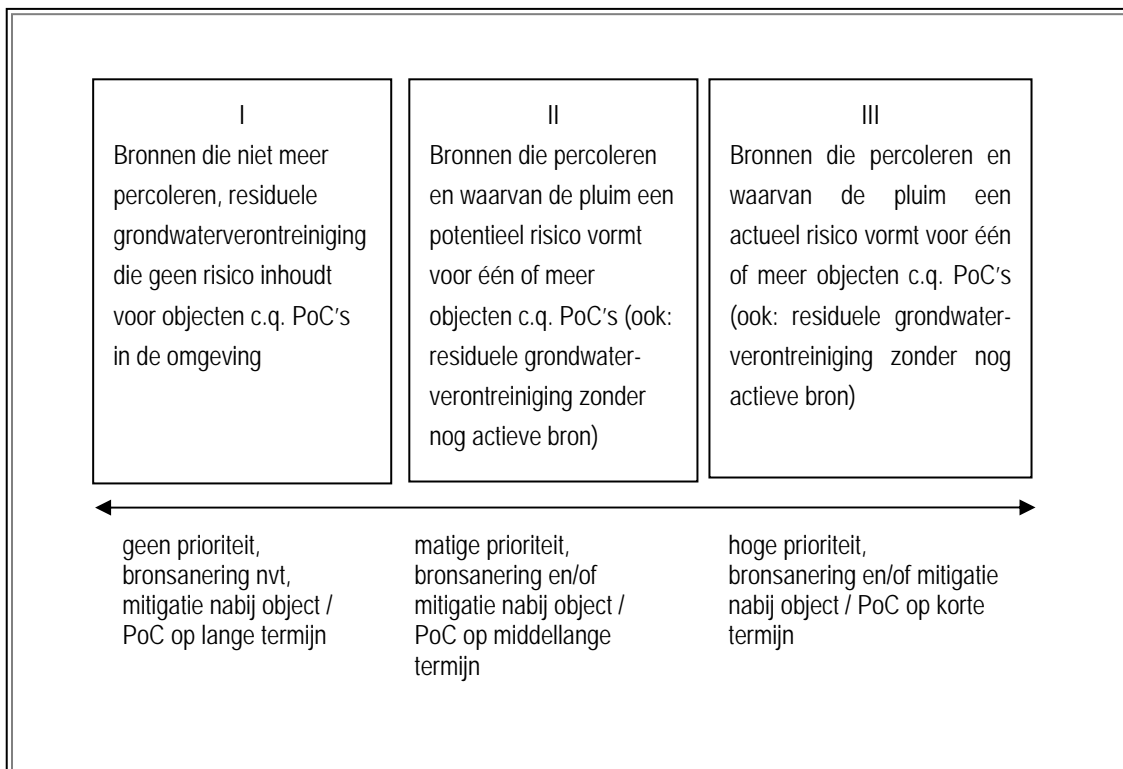 I
Bronnen die niet meer
percoleren, residuele
grondwaterverontreiniging
die geen risico inhoudt
voor objecten c.q. PoC's
in de omgeving
II
Bronnen die percoleren
en waarvan de pluim een
potentieel risico vormt
voor één of meer
objecten c.q. PoC's (ook:
residuele grondwater-
verontreiniging zonder
nog actieve bron)
III
Bronnen die percoleren en
waarvan de pluim een
actueel risico vormt voor één
of meer objecten c.q. PoC's
(ook: residuele grondwater-
verontreiniging zonder nog
actieve bron)
geen prioriteit,
bronsanering nvt,
mitigatie nabij object /
PoC op lange termijn
matige prioriteit,
bronsanering en/of
mitigatie nabij object /
PoC op middellange
termijn
hoge prioriteit,
bronsanering en/of mitigatie
nabij object / PoC op korte
termijn